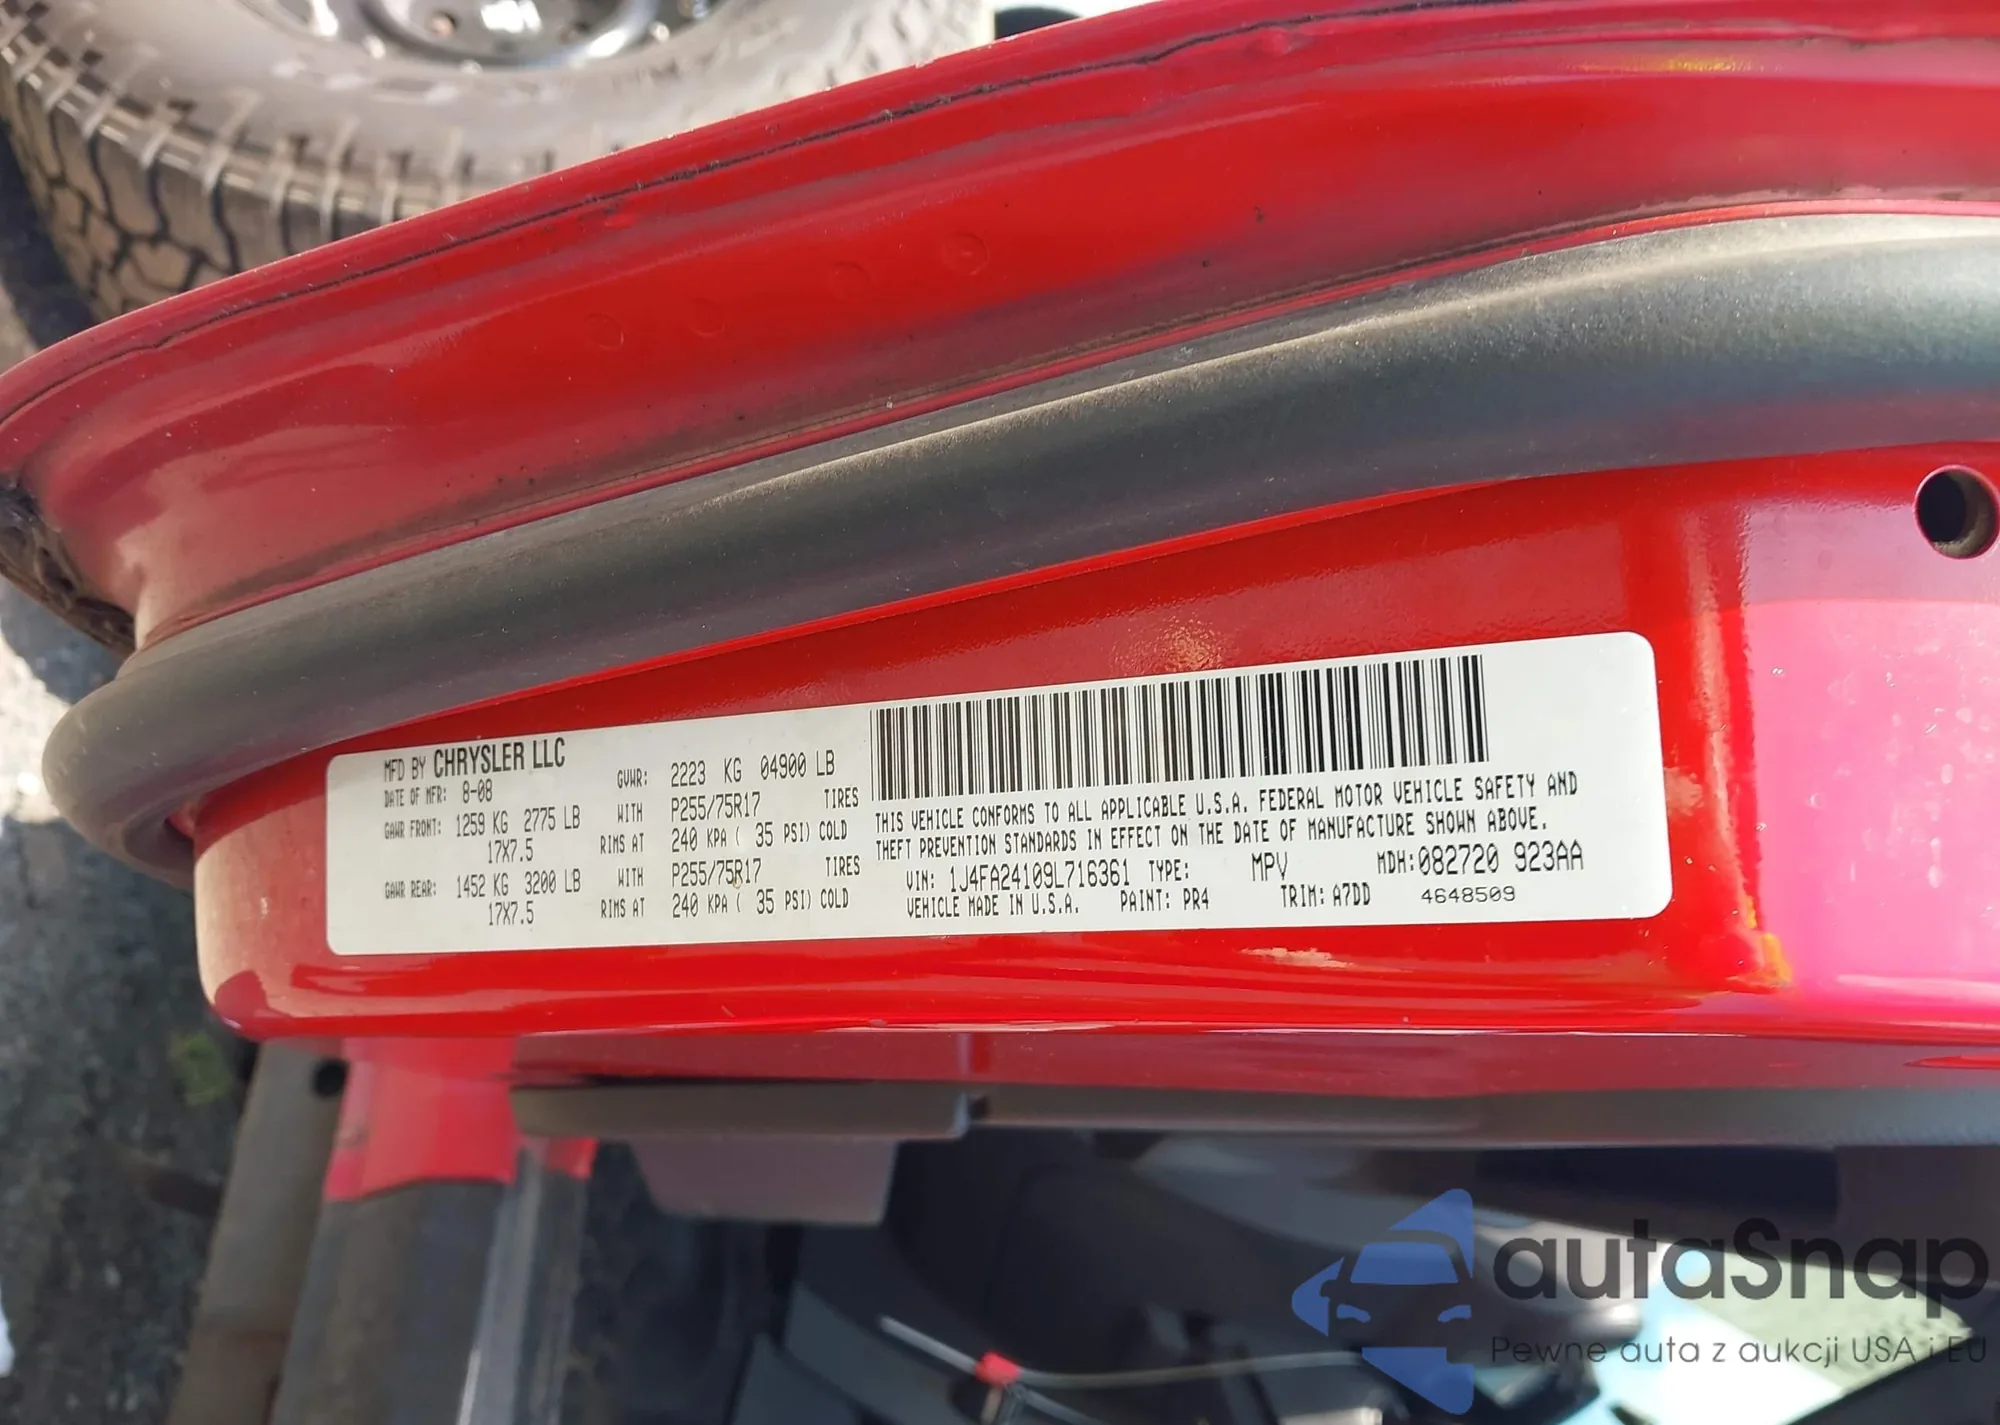 MFD BY CHRYSLER LLC
DATE OF MFR: 8-08
GVWR: 2223 KG 04900 LB
GAWR FRONT: 1259 KG 2775 LB WITH P255/75R17 TIRES
17X7.5 RIMS AT 240 KPA ( 35 PSI) COLD
GAWR REAR: 1452 KG 3200 LB WITH P255/75R17 TIRES
17X7.5 RIMS AT 240 KPA ( 35 PSI) COLD
THIS VEHICLE CONFORMS TO ALL APPLICABLE U.S.A. FEDERAL MOTOR VEHICLE SAFETY AND
THEFT PREVENTION STANDARDS IN EFFECT ON THE DATE OF MANUFACTURE SHOWN ABOVE.
VIN: 1J4FA24109L716361 TYPE: MPV MDH:082720 923AA
VEHICLE MADE IN U.S.A. PAINT: PR4 TRIM: A7DD 4648509
autaSnap
Pewne auta z aukcji USA i EU